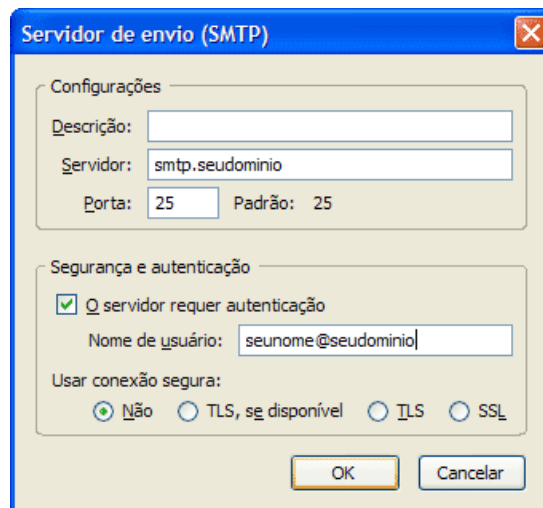 Servidor de envio (SMTP)
Configurações
Descrição:
Servidor: smtp.seudominio
Porta: 25 Padrão: 25
Segurança e autenticação
O servidor requer autenticação
Nome de usuário: seunome@seudominio
Usar conexão segura:
Não TLS, se disponível TLS SSL
OK Cancelar